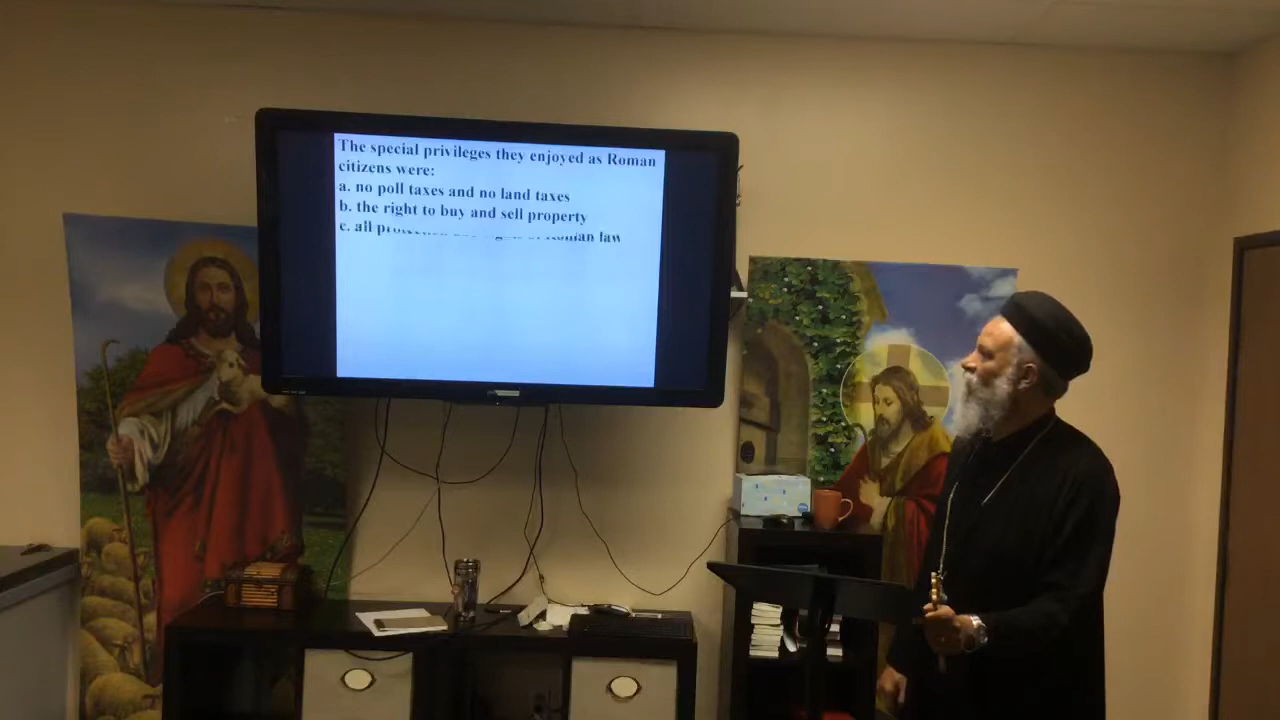 The special privileges they enjoyed as Roman
citizens were:
a. no poll taxes and no land taxes
b. the right to buy and sell property
c. all law